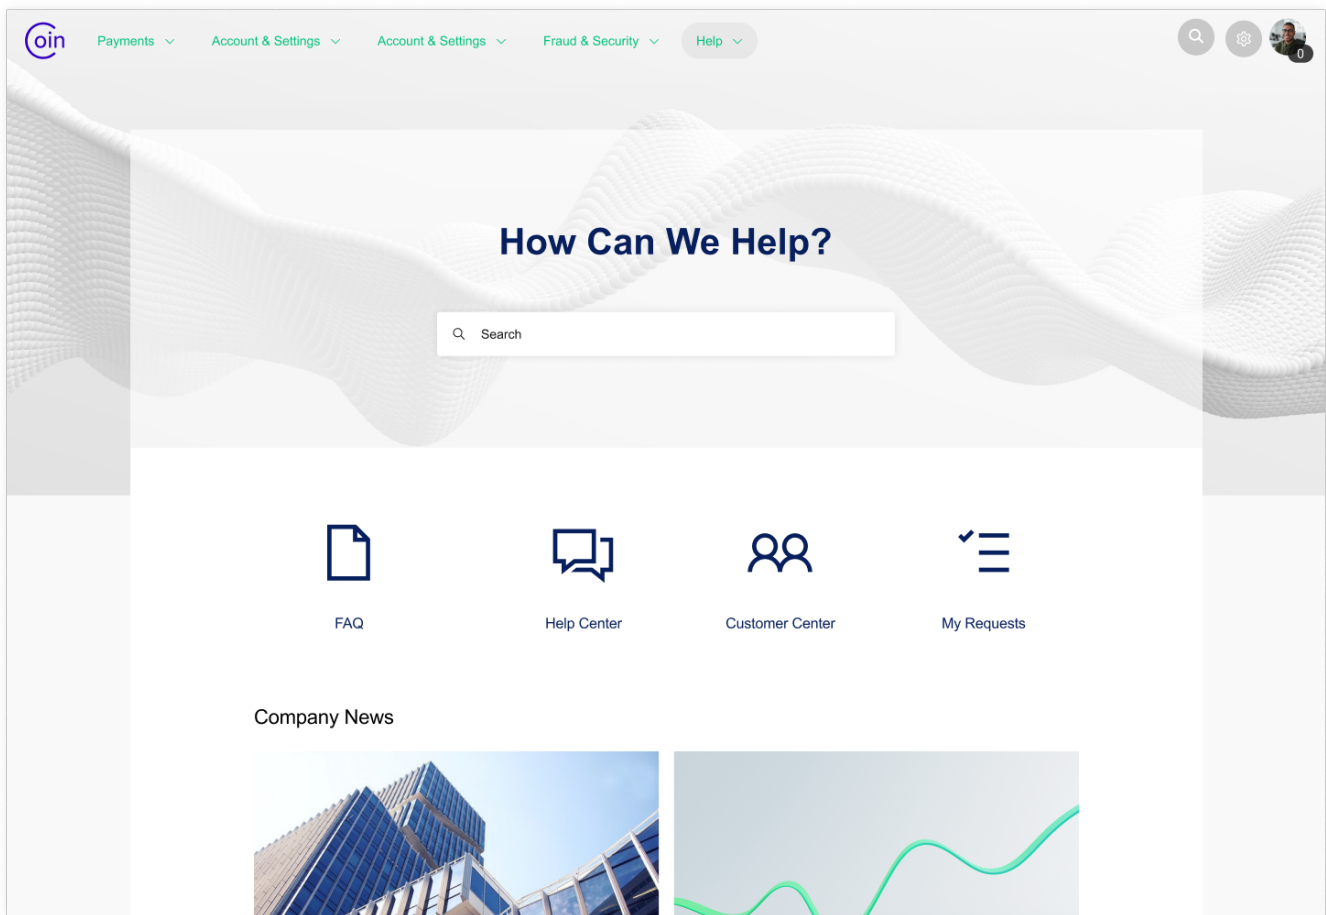 Coin
Payments
Account & Settings
Account & Settings
Fraud & Security
Help
0
How Can We Help?
Search
FAQ
Help Center
Customer Center
My Requests
Company News